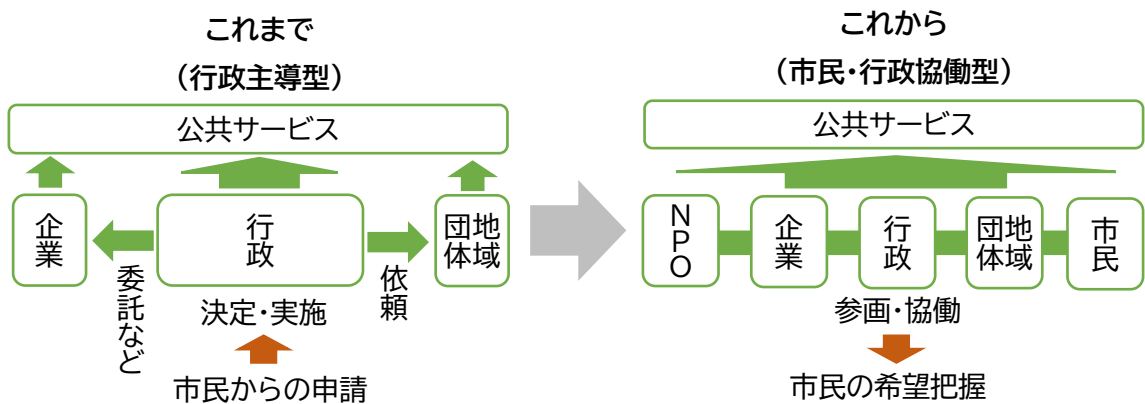 これまで
（行政主導型）
公共サービス
企業
行政
地域団体
委託など
依頼
決定・実施
市民からの申請
これから
（市民・行政協働型）
公共サービス
NPO
企業
行政
地域団体
市民
参画・協働
市民の希望把握